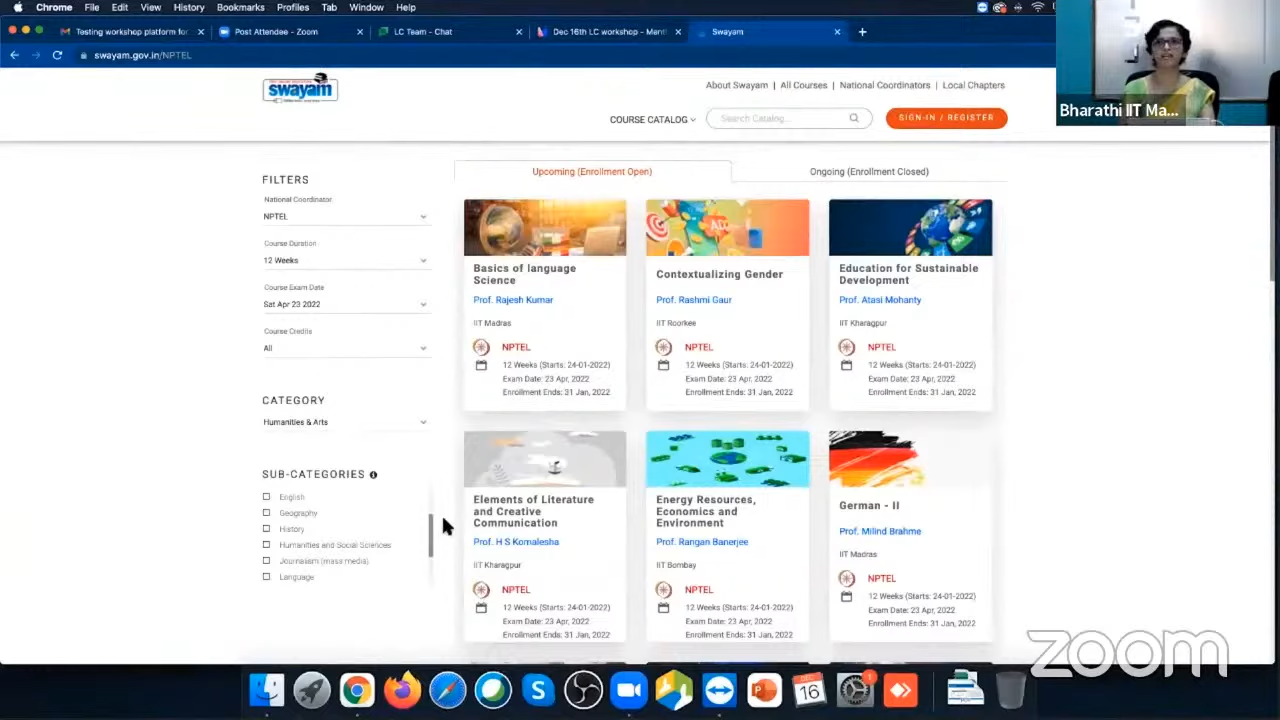 Chrome File Edit View History Bookmarks Profiles Tab Window Help
Testing workshop platform for
Post Attendee - Zoom
LC Team - Chat
Dec 16th LC workshop - Menti
Swayam
swayam.gov.in/NPTEL
swayam
About Swayam | All Courses | National Coordinators | Local Chapters
COURSE CATALOG
Search Catalog...
SIGN-IN / REGISTER
Bharathi IIT Ma...
FILTERS
National Coordinator
NPTEL
Course Duration
12 Weeks
Course Exam Date
Sat Apr 23 2022
Course Credits
All
CATEGORY
Humanities & Arts
SUB-CATEGORIES
English
Geography
History
Humanities and Social Sciences
Journalism (mass media)
Language
Upcoming (Enrollment Open)
Ongoing (Enrollment Closed)
Basics of language
Science
Prof. Rajesh Kumar
IIT Madras
NPTEL
12 Weeks (Starts: 24-01-2022)
Exam Date: 23 Apr, 2022
Enrollment Ends: 31 Jan, 2022
Contextualizing Gender
Prof. Rashmi Gaur
IIT Roorkee
NPTEL
12 Weeks (Starts: 24-01-2022)
Exam Date: 23 Apr, 2022
Enrollment Ends: 31 Jan, 2022
Education for Sustainable
Development
Prof. Atasi Mohanty
IIT Kharagpur
NPTEL
12 Weeks (Starts: 24-01-2022)
Exam Date: 23 Apr, 2022
Enrollment Ends: 31 Jan, 2022
Elements of Literature
and Creative
Communication
Prof. H S Komalesha
IIT Kharagpur
NPTEL
12 Weeks (Starts: 24-01-2022)
Exam Date: 23 Apr, 2022
Enrollment Ends: 31 Jan, 2022
Energy Resources,
Economics and
Environment
Prof. Rangan Banerjee
IIT Bombay
NPTEL
12 Weeks (Starts: 24-01-2022)
Exam Date: 23 Apr, 2022
Enrollment Ends: 31 Jan, 2022
German - II
Prof. Milind Brahme
IIT Madras
NPTEL
12 Weeks (Starts: 24-01-2022)
Exam Date: 23 Apr, 2022
Enrollment Ends: 31 Jan, 2022
zoom
DEC
16
1